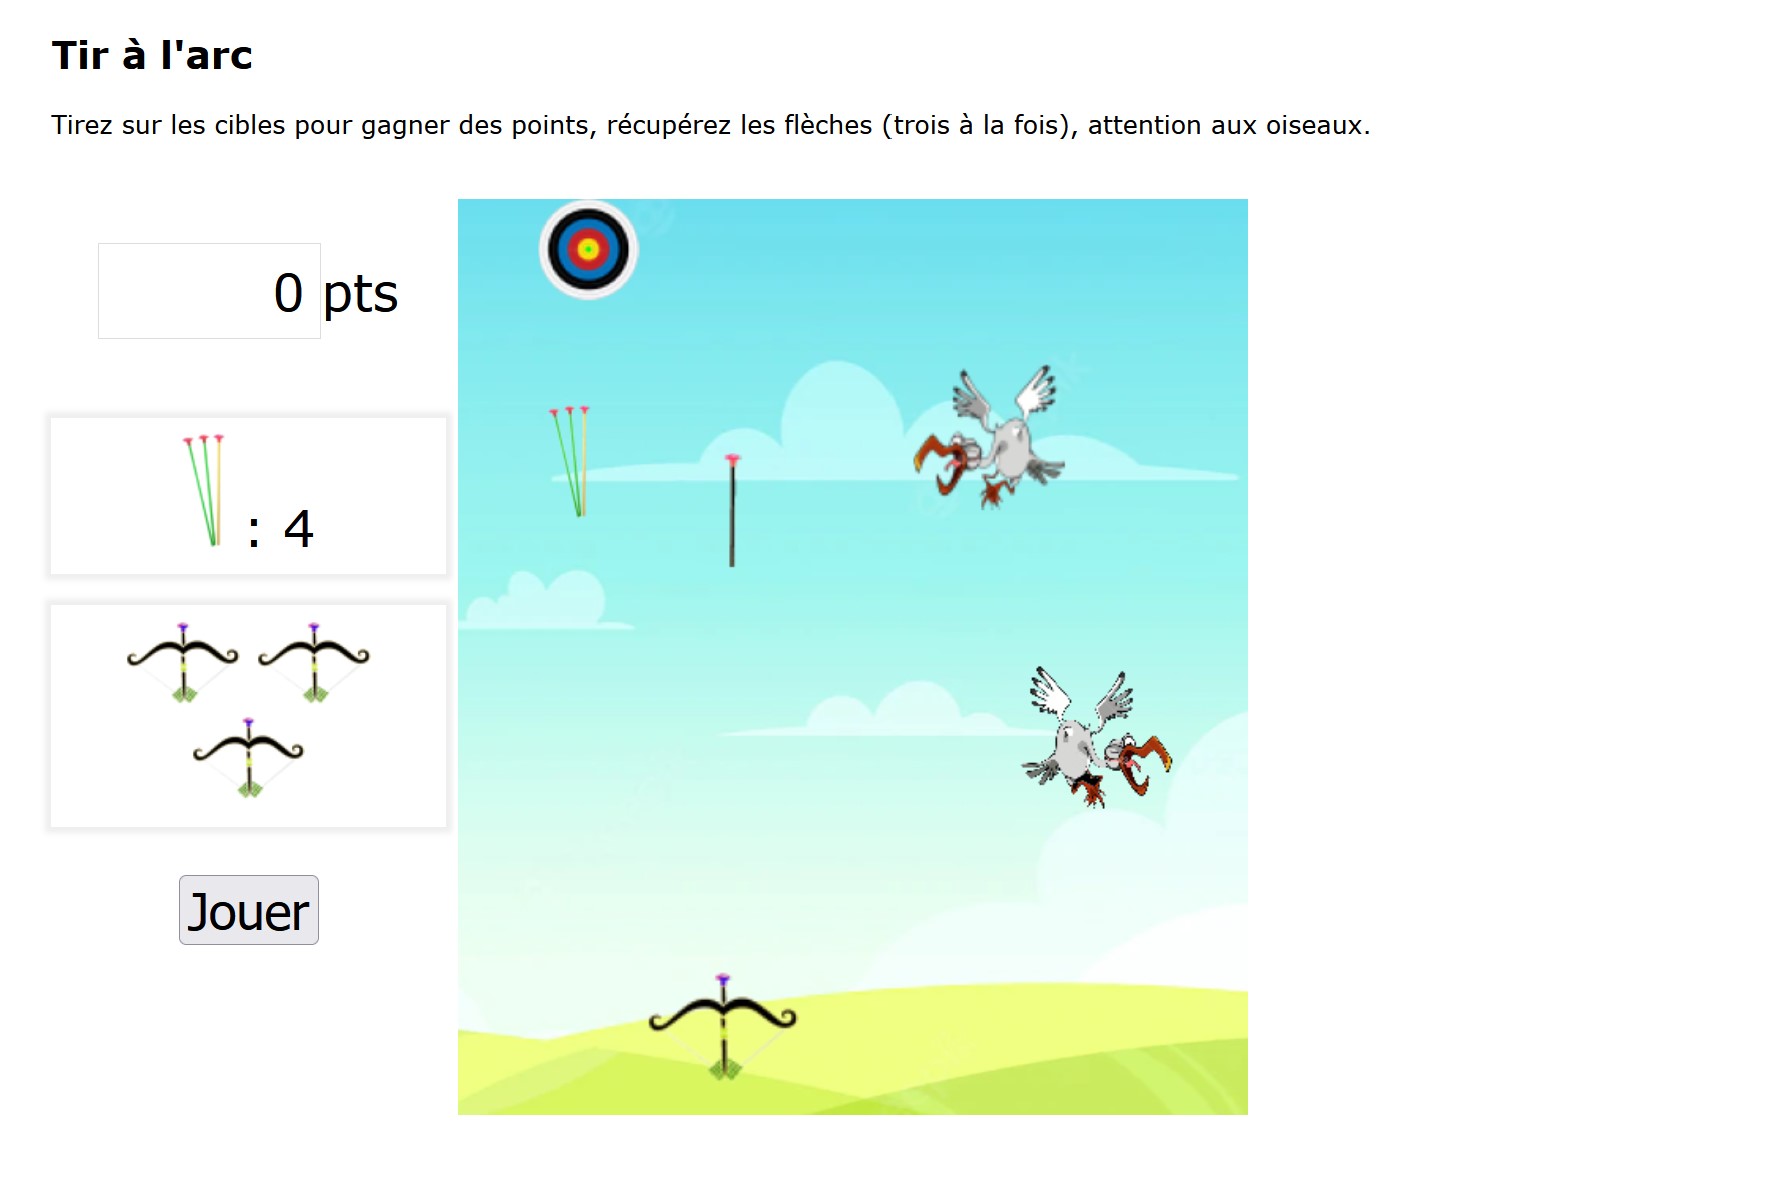 Tir à l'arc
Tirez sur les cibles pour gagner des points, récupérez les flèches (trois à la fois), attention aux oiseaux.
0 pts
: 4
Jouer